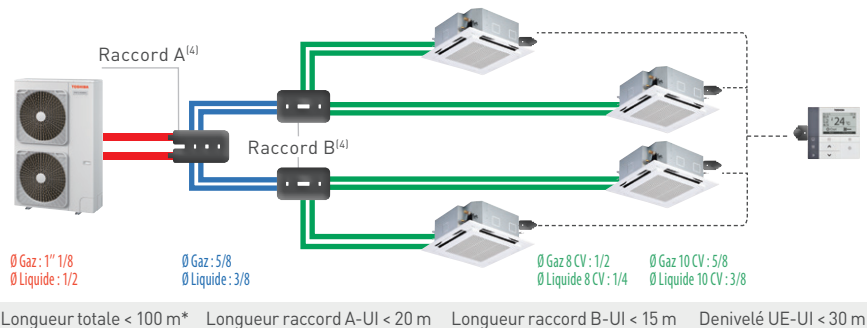 Raccord A(4)
TOSHIBA
Raccord B(4)
24
Ø Gaz : 1'' 1/8
Ø Liquide : 1/2
Ø Gaz : 5/8
Ø Liquide : 3/8
Ø Gaz 8 CV : 1/2
Ø Liquide 8 CV : 1/4
Ø Gaz 10 CV : 5/8
Ø Liquide 10 CV : 3/8
Longueur totale < 100 m* Longueur raccord A-UI < 20 m Longueur raccord B-UI < 15 m Denivelé UE-UI < 30 m